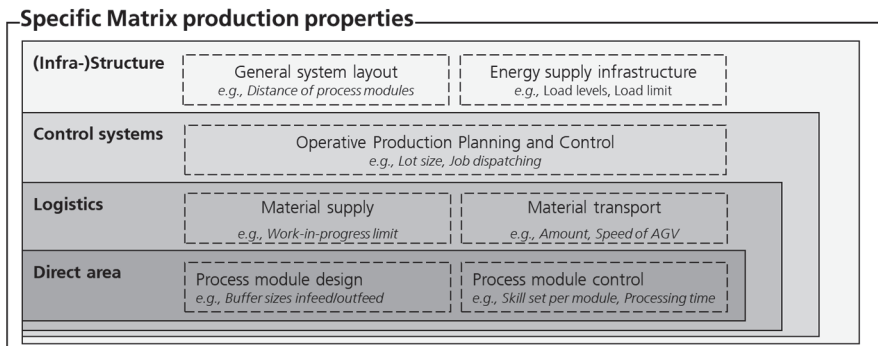 Specific Matrix production properties
(Infra-)Structure
General system layout
e.g., Distance of process modules
Energy supply infrastructure
e.g., Load levels, Load limit
Control systems
Operative Production Planning and Control
e.g., Lot size, Job dispatching
Logistics
Material supply
e.g., Work-in-progress limit
Material transport
e.g., Amount, Speed of AGV
Direct area
Process module design
e.g., Buffer sizes infeed/outfeed
Process module control
e.g., Skill set per module, Processing time